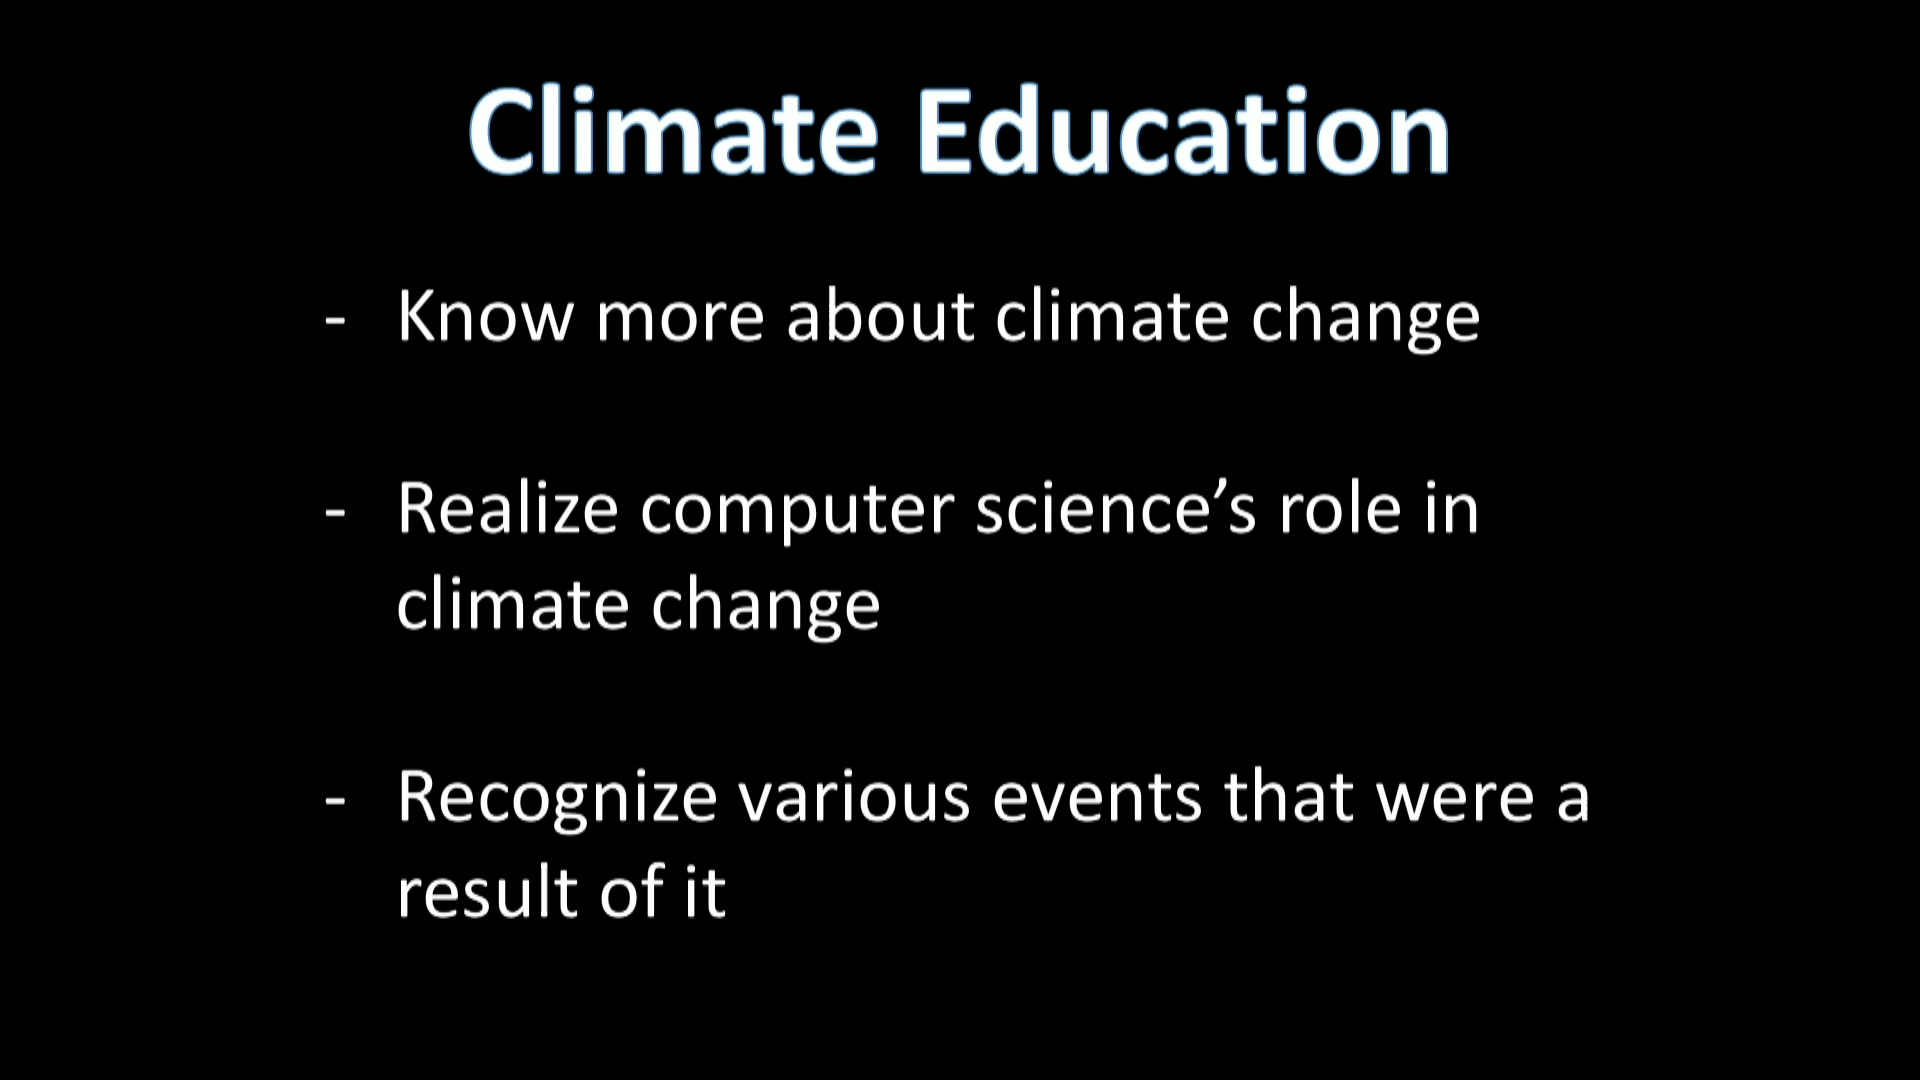 Climate Education
- Know more about climate change
- Realize computer science’s role in
climate change
- Recognize various events that were a
result of it